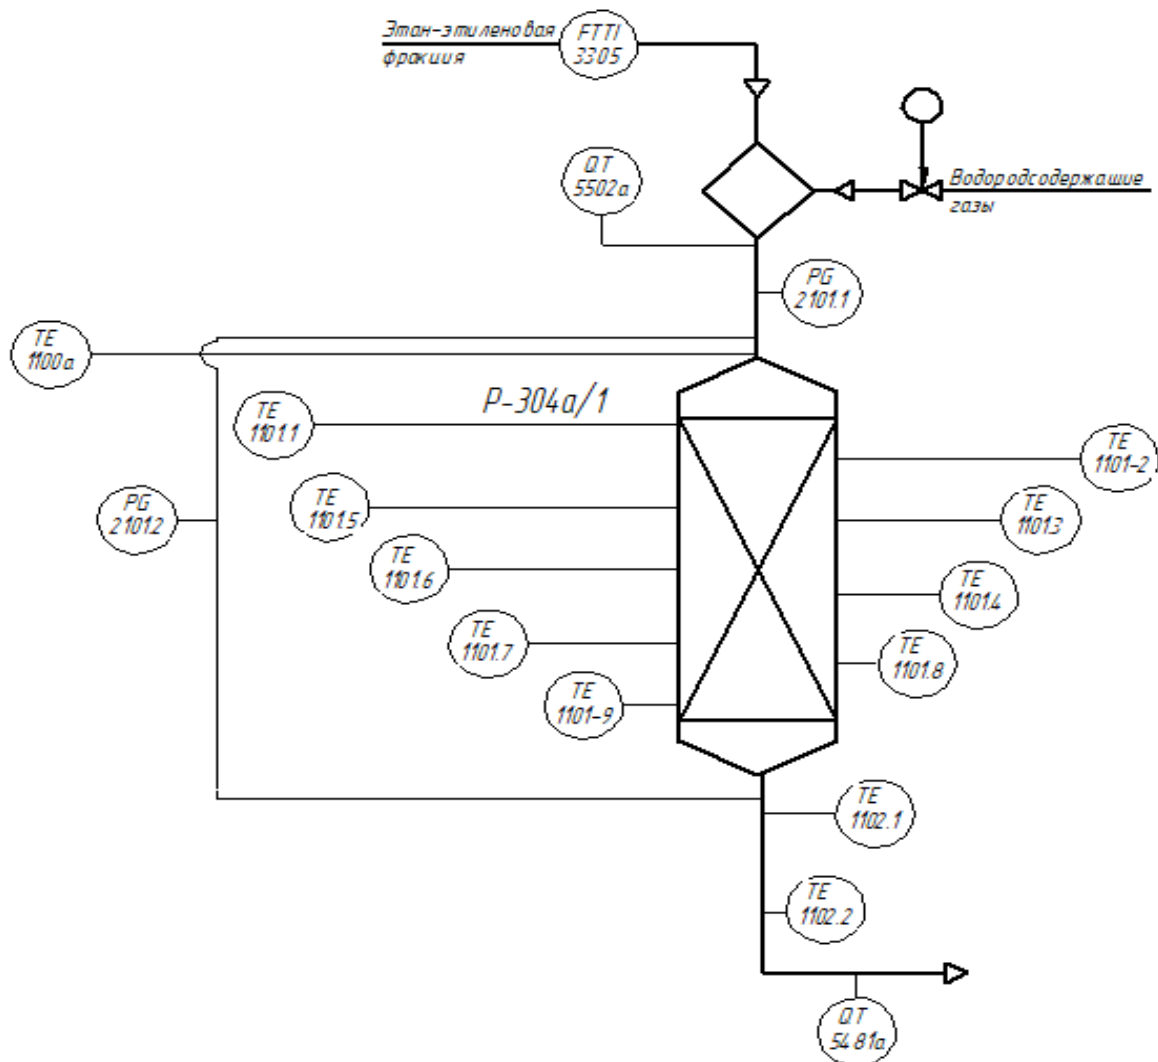 Этан-этиленовая
фракция
FTTI
3305
QT
5502а
Водородсодержащие
газы
PG
2101.1
TE
1100а
P-304а/1
TE
1101.1
TE
1101-2
TE
1101.5
TE
1101.3
PG
2101.2
TE
1101.6
TE
1101.4
TE
1101.7
TE
1101.8
TE
1101-9
TE
1102.1
TE
1102.2
QT
5481а